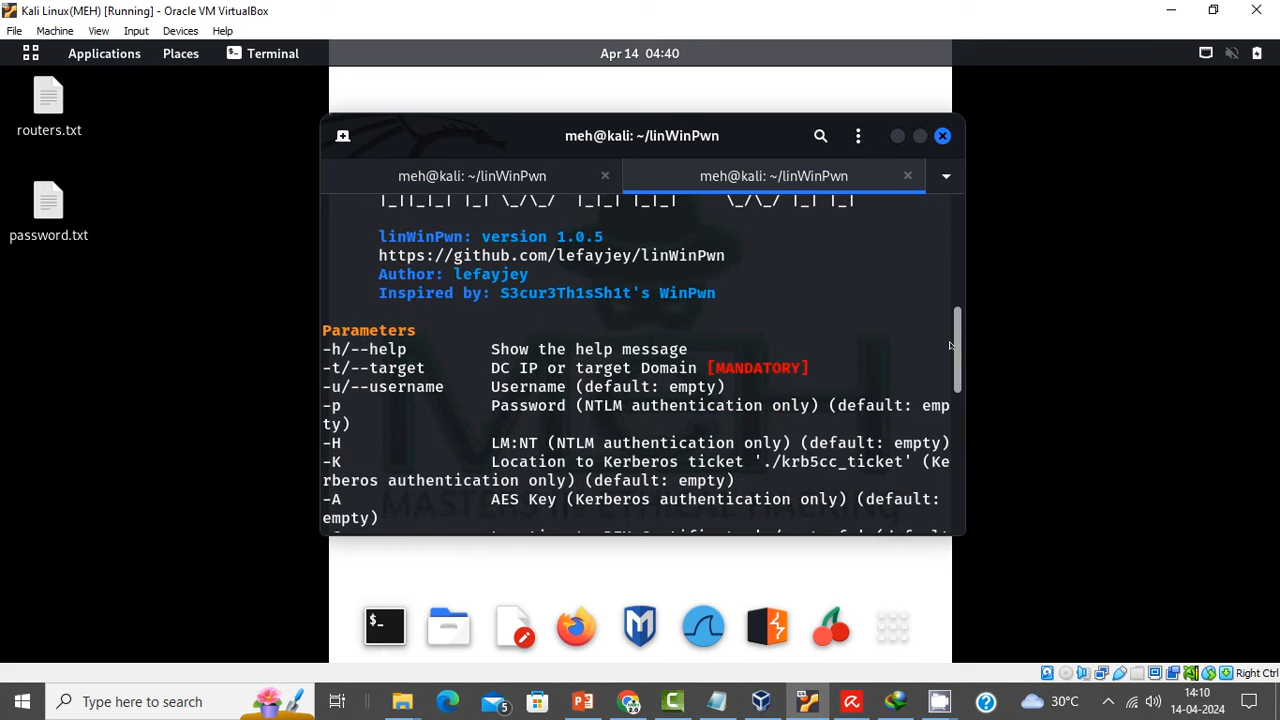 Kali Linux(MEH) [Running] - Oracle VM VirtualBox
File Machine View Input Devices Help
Applications Places Terminal Apr 14 04:40
routers.txt
password.txt
meh@kali: ~/linWinPwn
meh@kali: ~/linWinPwn meh@kali: ~/linWinPwn
linWinPwn: version 1.0.5
https://github.com/lefayjey/linWinPwn
Author: lefayjey
Inspired by: S3cur3Th1sSh1t's WinPwn
Parameters
-h/--help Show the help message
-t/--target DC IP or target Domain [MANDATORY]
-u/--username Username (default: empty)
-p Password (NTLM authentication only) (default: emp
ty)
-H LM:NT (NTLM authentication only) (default: empty)
-K Location to Kerberos ticket './krb5cc_ticket' (Ke
rberos authentication only) (default: empty)
-A AES Key (Kerberos authentication only) (default:
empty)
MASTERS IN ETHICAL HACKING
Right Ctrl
Type here to search
5
30°C
14:10
14-04-2024